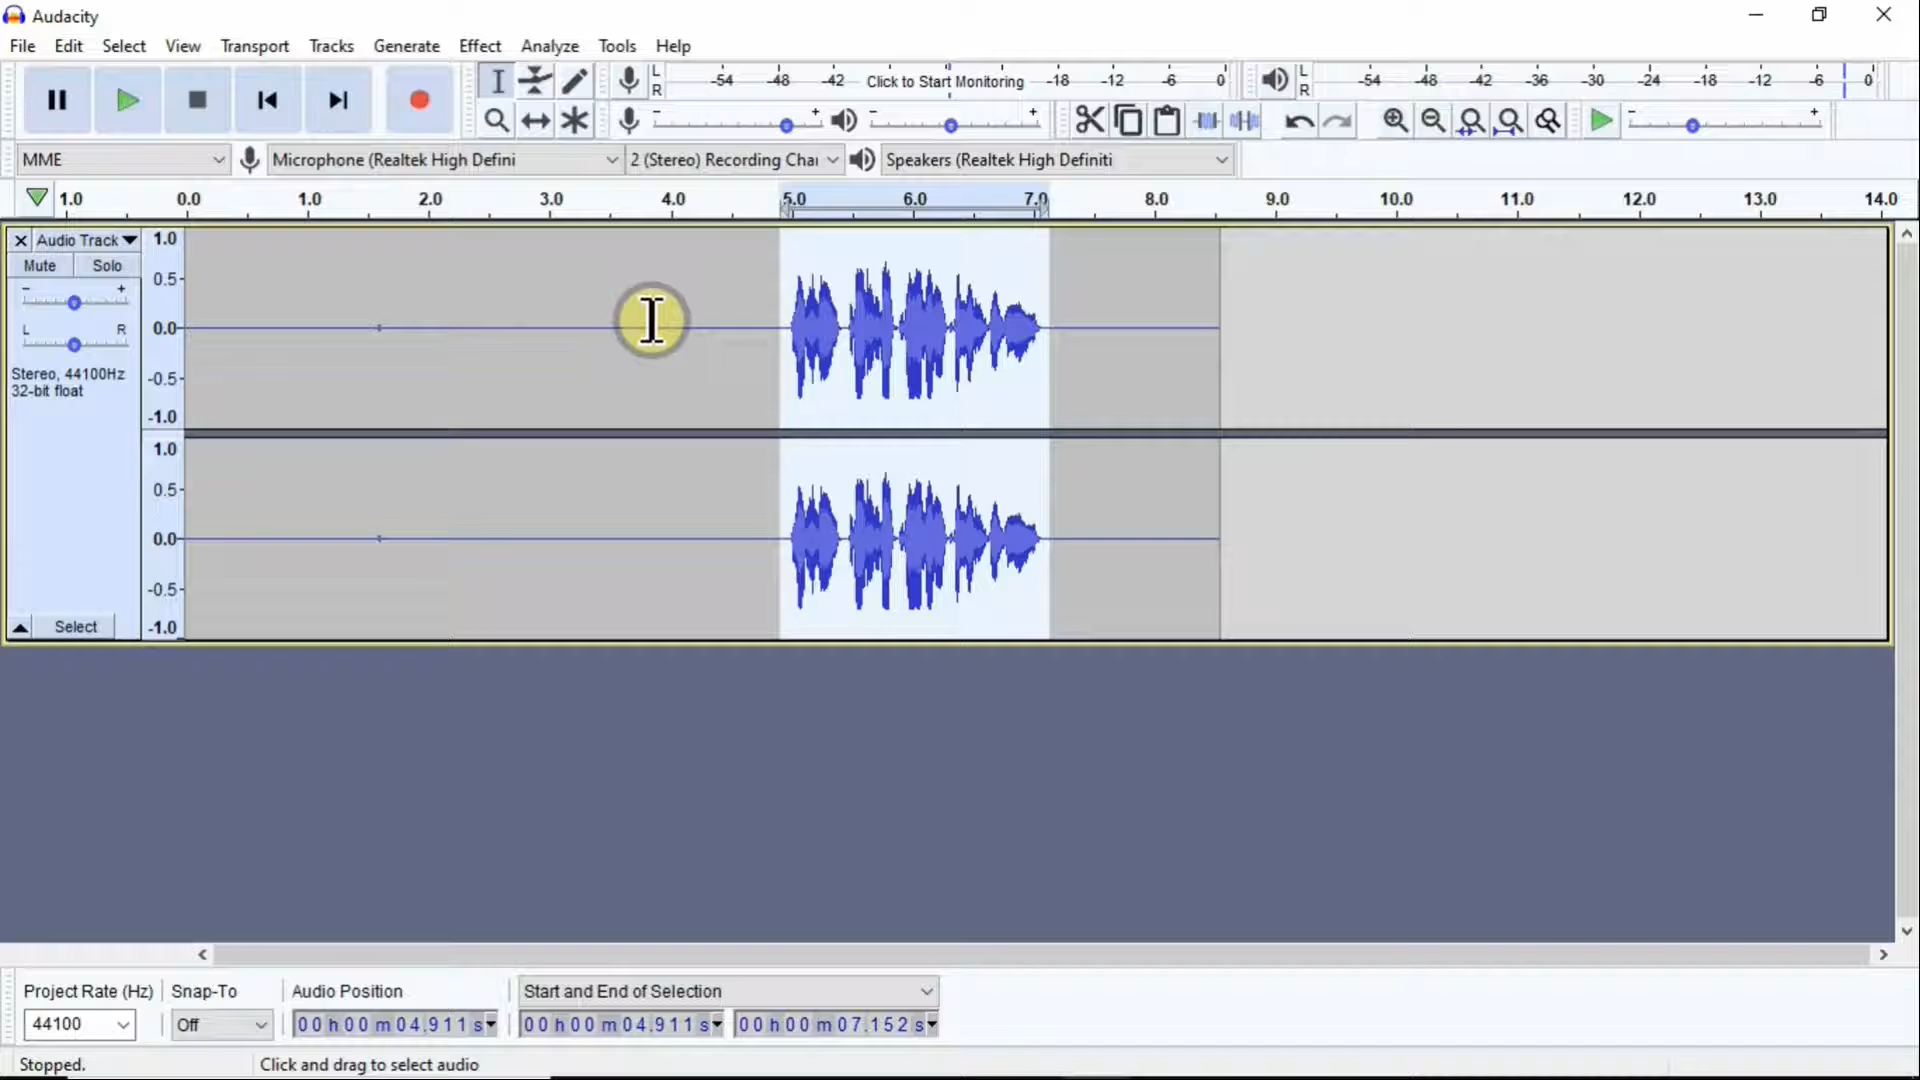 Audacity
File Edit Select View Transport Tracks Generate Effect Analyze Tools Help
L R -54 -48 -42 Click to Start Monitoring -18 -12 -6 0 L R -54 -48 -42 -36 -30 -24 -18 -12 -6 0
- + - + - +
MME Microphone (Realtek High Defini 2 (Stereo) Recording Chai Speakers (Realtek High Definiti
1.0 0.0 1.0 2.0 3.0 4.0 5.0 6.0 7.0 8.0 9.0 10.0 11.0 12.0 13.0 14.0
Audio Track 1.0
Mute Solo
0.5
- +
L R 0.0
Stereo, 44100Hz
-0.5
32-bit float
-1.0
1.0
0.5
0.0
-0.5
Select -1.0
Project Rate (Hz) Snap-To Audio Position Start and End of Selection
44100 Off 00 h 00 m 04.911 s 00 h 00 m 04.911 s 00 h 00 m 07.152 s
Stopped. Click and drag to select audio